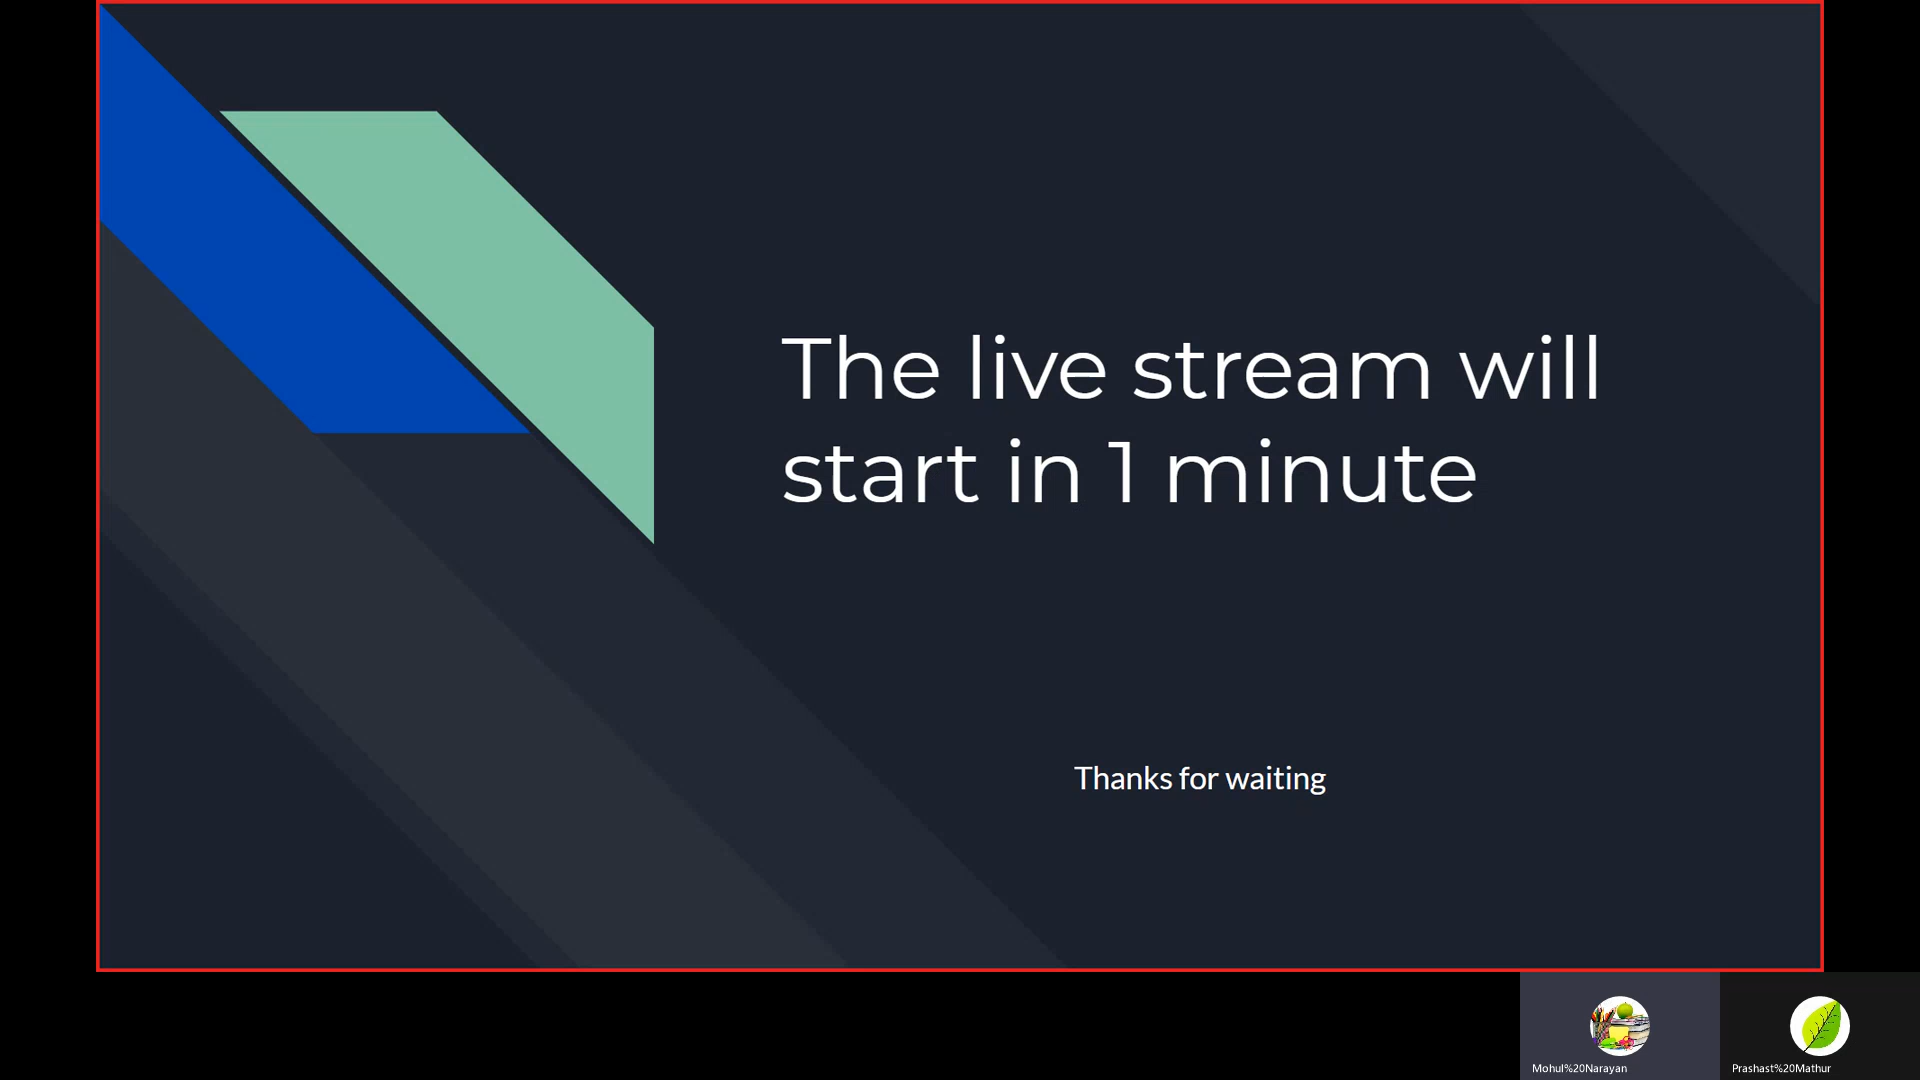 The live stream will
start in 1 minute
Thanks for waiting
Mohul%20Narayan
Prashast%20Mathur